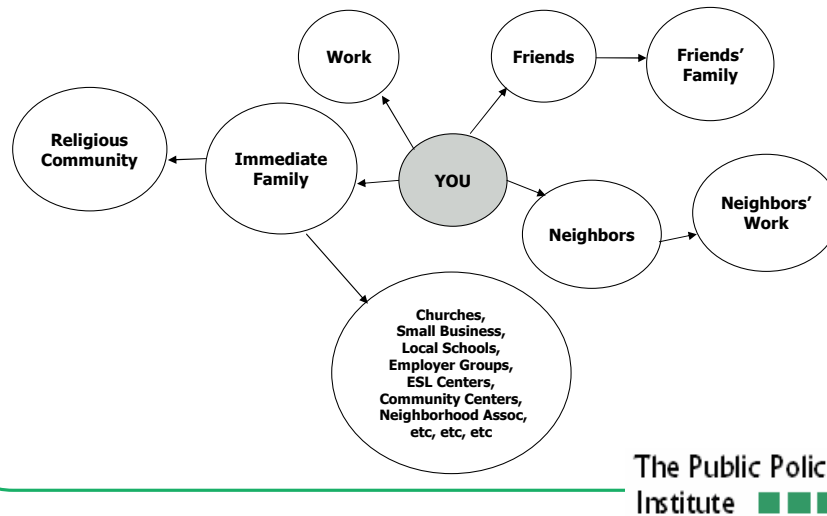 Work
Friends
Friends’
Family
Religious
Community
Immediate
Family
YOU
Neighbors
Neighbors’
Work
Churches,
Small Business,
Local Schools,
Employer Groups,
ESL Centers,
Community Centers,
Neighborhood Assoc,
etc, etc, etc
The Public Polic
Institute